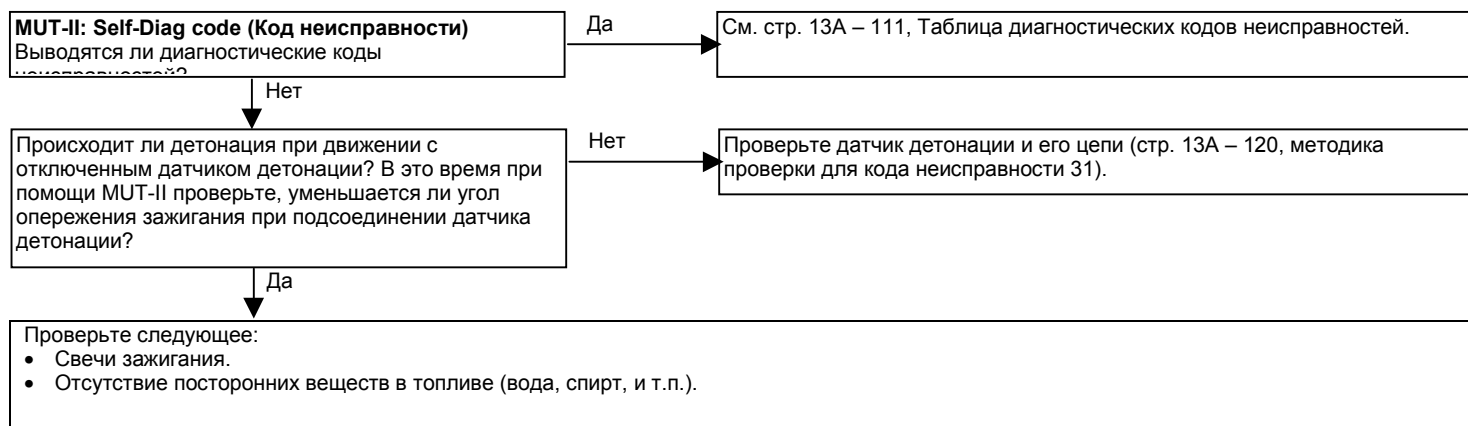 MUT-II: Self-Diag code (Код неисправности)
Выводятся ли диагностические коды
неисправностей?
Да
См. стр. 13А – 111, Таблица диагностических кодов неисправностей.
Нет
Происходит ли детонация при движении с
отключенным датчиком детонации? В это время при
помощи MUT-II проверьте, уменьшается ли угол
опережения зажигания при подсоединении датчика
детонации?
Нет
Проверьте датчик детонации и его цепи (стр. 13А – 120, методика
проверки для кода неисправности 31).
Да
Проверьте следующее:
• Свечи зажигания.
• Отсутствие посторонних веществ в топливе (вода, спирт, и т.п.).